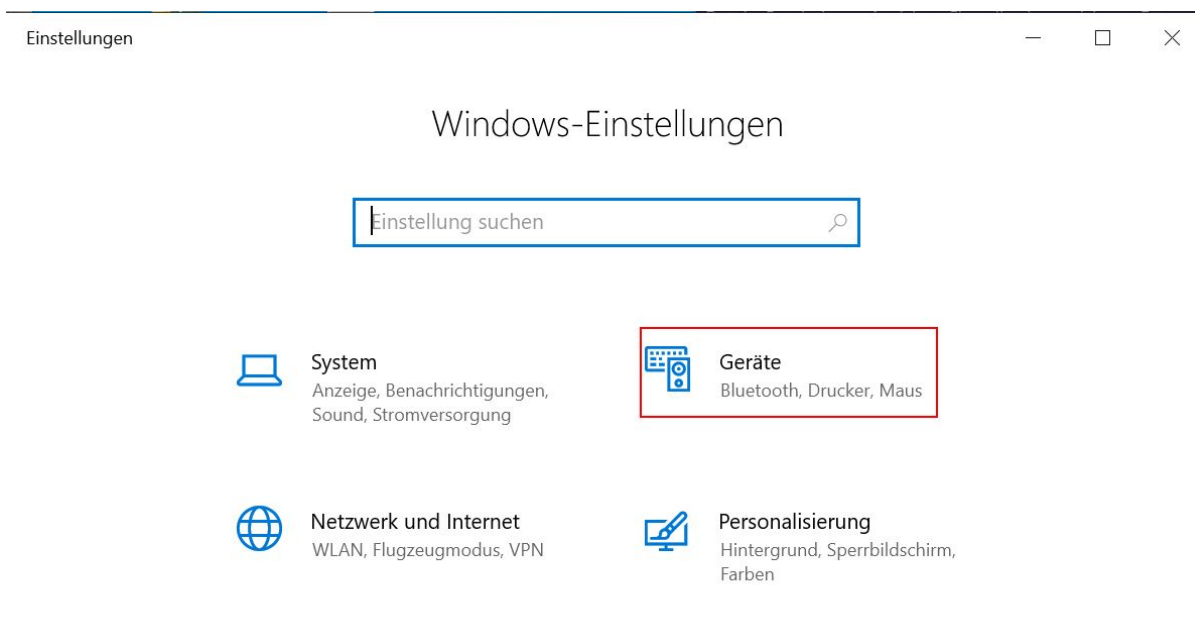 Einstellungen
Windows-Einstellungen
Einstellung suchen
System
Anzeige, Benachrichtigungen,
Sound, Stromversorgung
Geräte
Bluetooth, Drucker, Maus
Netzwerk und Internet
WLAN, Flugzeugmodus, VPN
Personalisierung
Hintergrund, Sperrbildschirm,
Farben